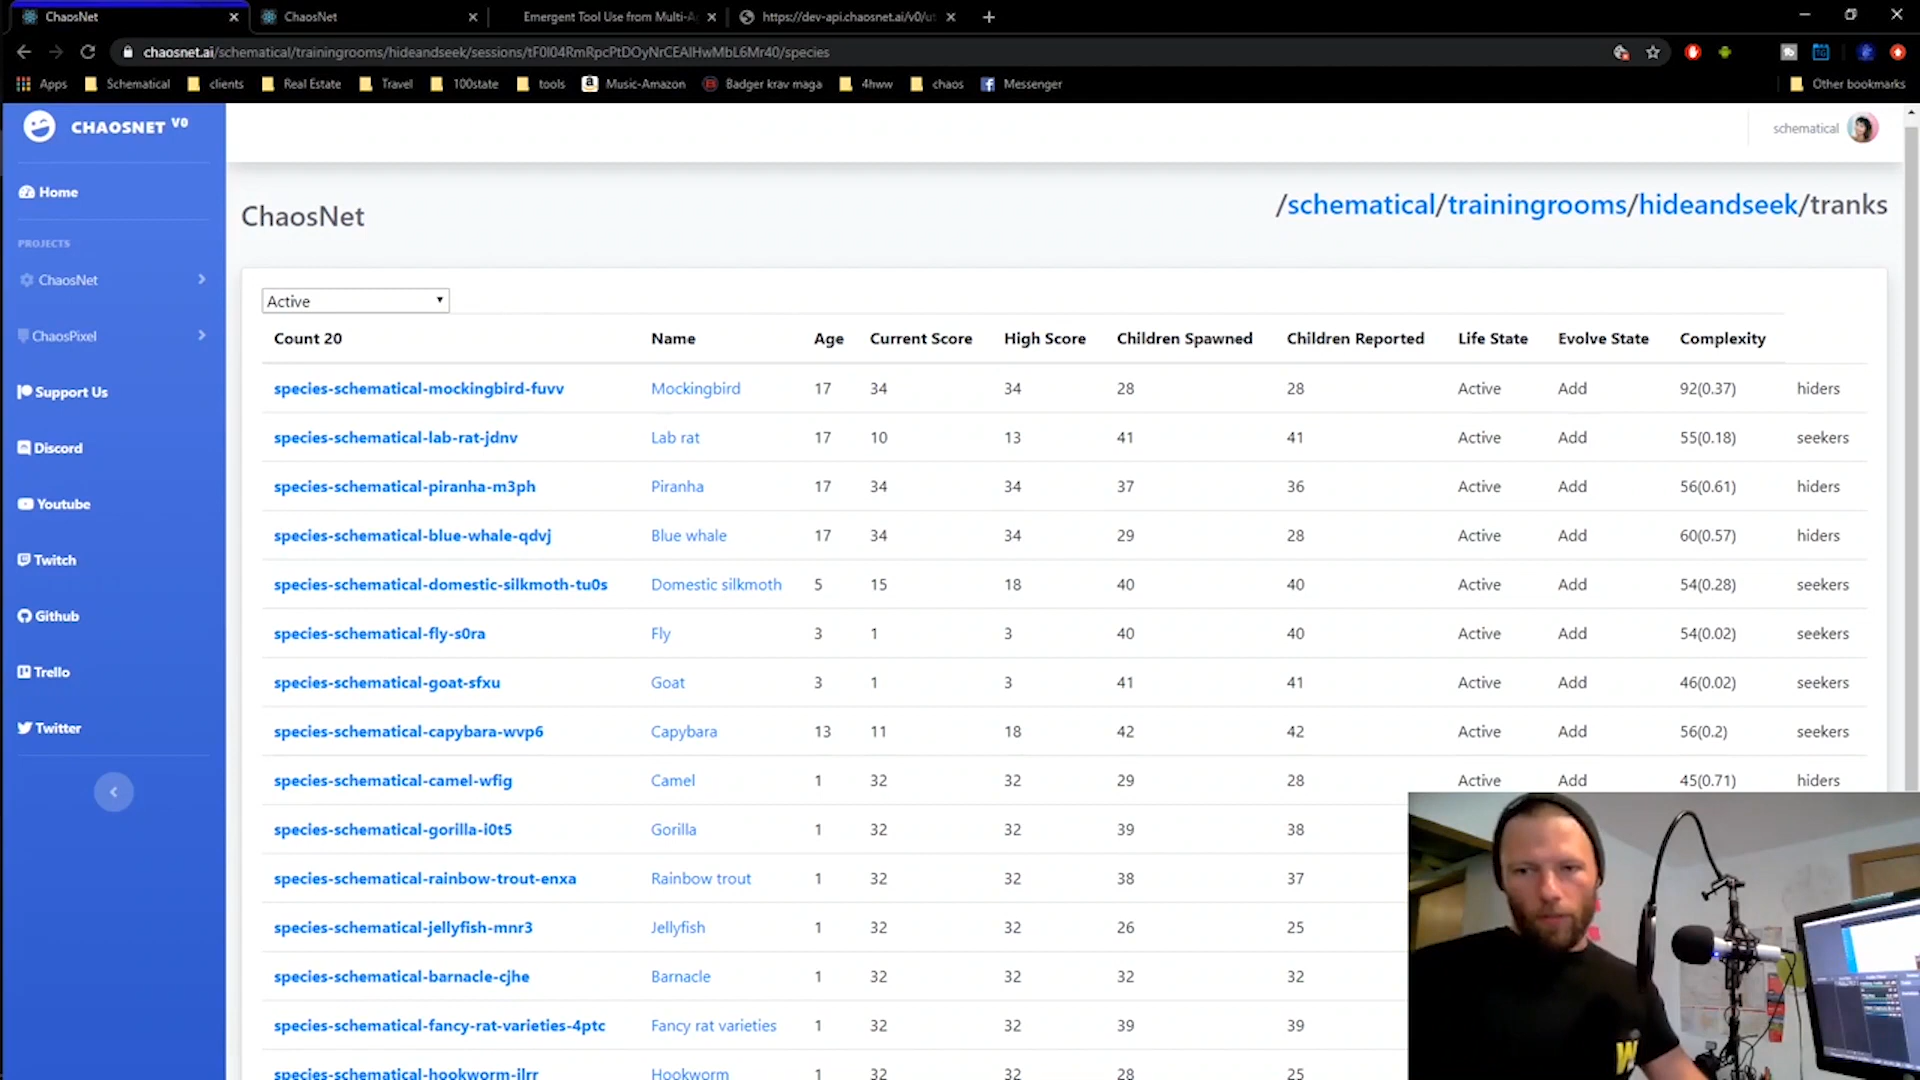 ChaosNet
ChaosNet
Emergent Tool Use from Multi-A
https://dev-api.chaosnet.ai/v0/ut
chaosnet.ai/schematical/trainingrooms/hideandseek/sessions/tF0I04RmRpcPtDOyNrCEAIHwMbL6Mr40/species
Apps Schematical clients Real Estate Travel 100state tools Music-Amazon Badger krav maga 4hww chaos Messenger Other bookmarks
CHAOSNET V0
schematical
Home
PROJECTS
ChaosNet
ChaosPixel
Support Us
Discord
Youtube
Twitch
Github
Trello
Twitter
ChaosNet
/schematical/trainingrooms/hideandseek/tranks
Active
Count 20 Name Age Current Score High Score Children Spawned Children Reported Life State Evolve State Complexity
species-schematical-mockingbird-fuvv Mockingbird 17 34 34 28 28 Active Add 92(0.37) hiders
species-schematical-lab-rat-jdnv Lab rat 17 10 13 41 41 Active Add 55(0.18) seekers
species-schematical-piranha-m3ph Piranha 17 34 34 37 36 Active Add 56(0.61) hiders
species-schematical-blue-whale-qdvj Blue whale 17 34 34 29 28 Active Add 60(0.57) hiders
species-schematical-domestic-silkmoth-tu0s Domestic silkmoth 5 15 18 40 40 Active Add 54(0.28) seekers
species-schematical-fly-s0ra Fly 3 1 3 40 40 Active Add 54(0.02) seekers
species-schematical-goat-sfxu Goat 3 1 3 41 41 Active Add 46(0.02) seekers
species-schematical-capybara-wvp6 Capybara 13 11 18 42 42 Active Add 56(0.2) seekers
species-schematical-camel-wfig Camel 1 32 32 29 28 Active Add 45(0.71) hiders
species-schematical-gorilla-i0t5 Gorilla 1 32 32 39 38
species-schematical-rainbow-trout-enxa Rainbow trout 1 32 32 38 37
species-schematical-jellyfish-mnr3 Jellyfish 1 32 32 26 25
species-schematical-barnacle-cjhe Barnacle 1 32 32 32 32
species-schematical-fancy-rat-varieties-4ptc Fancy rat varieties 1 32 32 39 39
species-schematical-hookworm-ilrr Hookworm 1 32 32 28 25